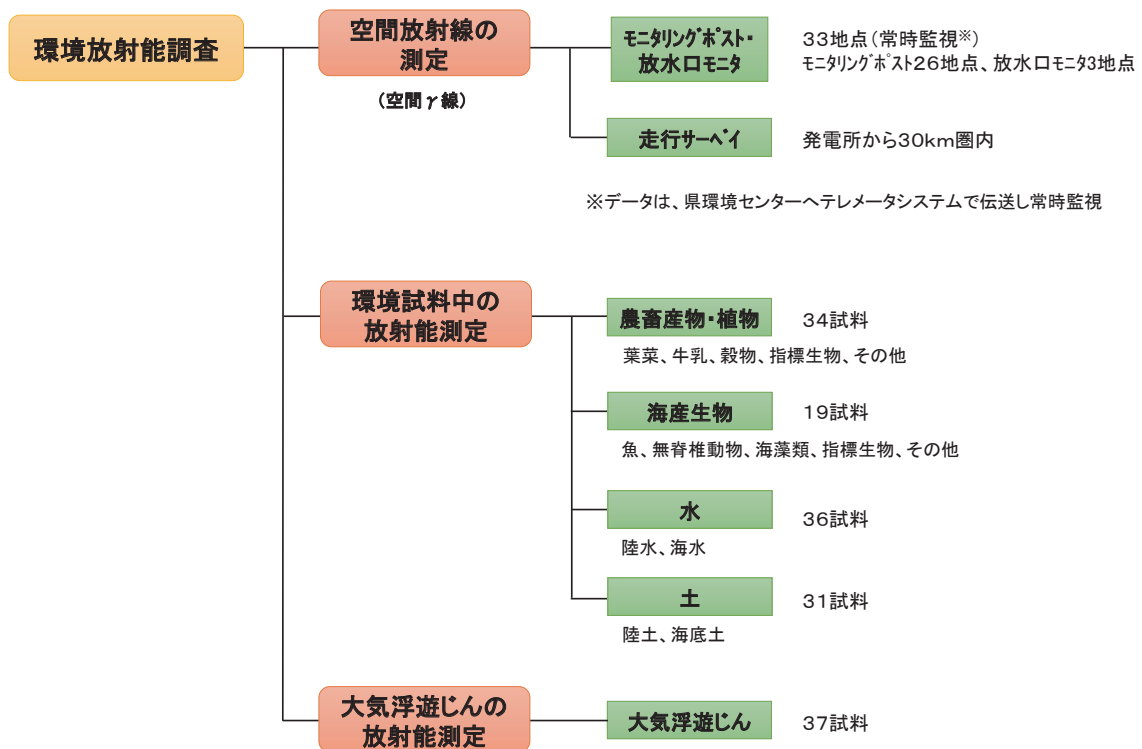 環境放射能調査
空間放射線の
測定
(空間γ線)
ﾓﾆﾀﾘﾝｸﾞﾎﾟｽﾄ・
放水口ﾓﾆﾀ
33地点(常時監視※)
ﾓﾆﾀﾘﾝｸﾞﾎﾟｽﾄ26地点、放水口ﾓﾆﾀ3地点
走行ｻｰﾍﾞｲ
発電所から30km圏内
※データは、県環境センターへテレメータシステムで伝送し常時監視
環境試料中の
放射能測定
農畜産物・植物
34試料
葉菜、牛乳、穀物、指標生物、その他
海産生物
19試料
魚、無脊椎動物、海藻類、指標生物、その他
水
36試料
陸水、海水
土
31試料
陸土、海底土
大気浮遊じんの
放射能測定
大気浮遊じん
37試料